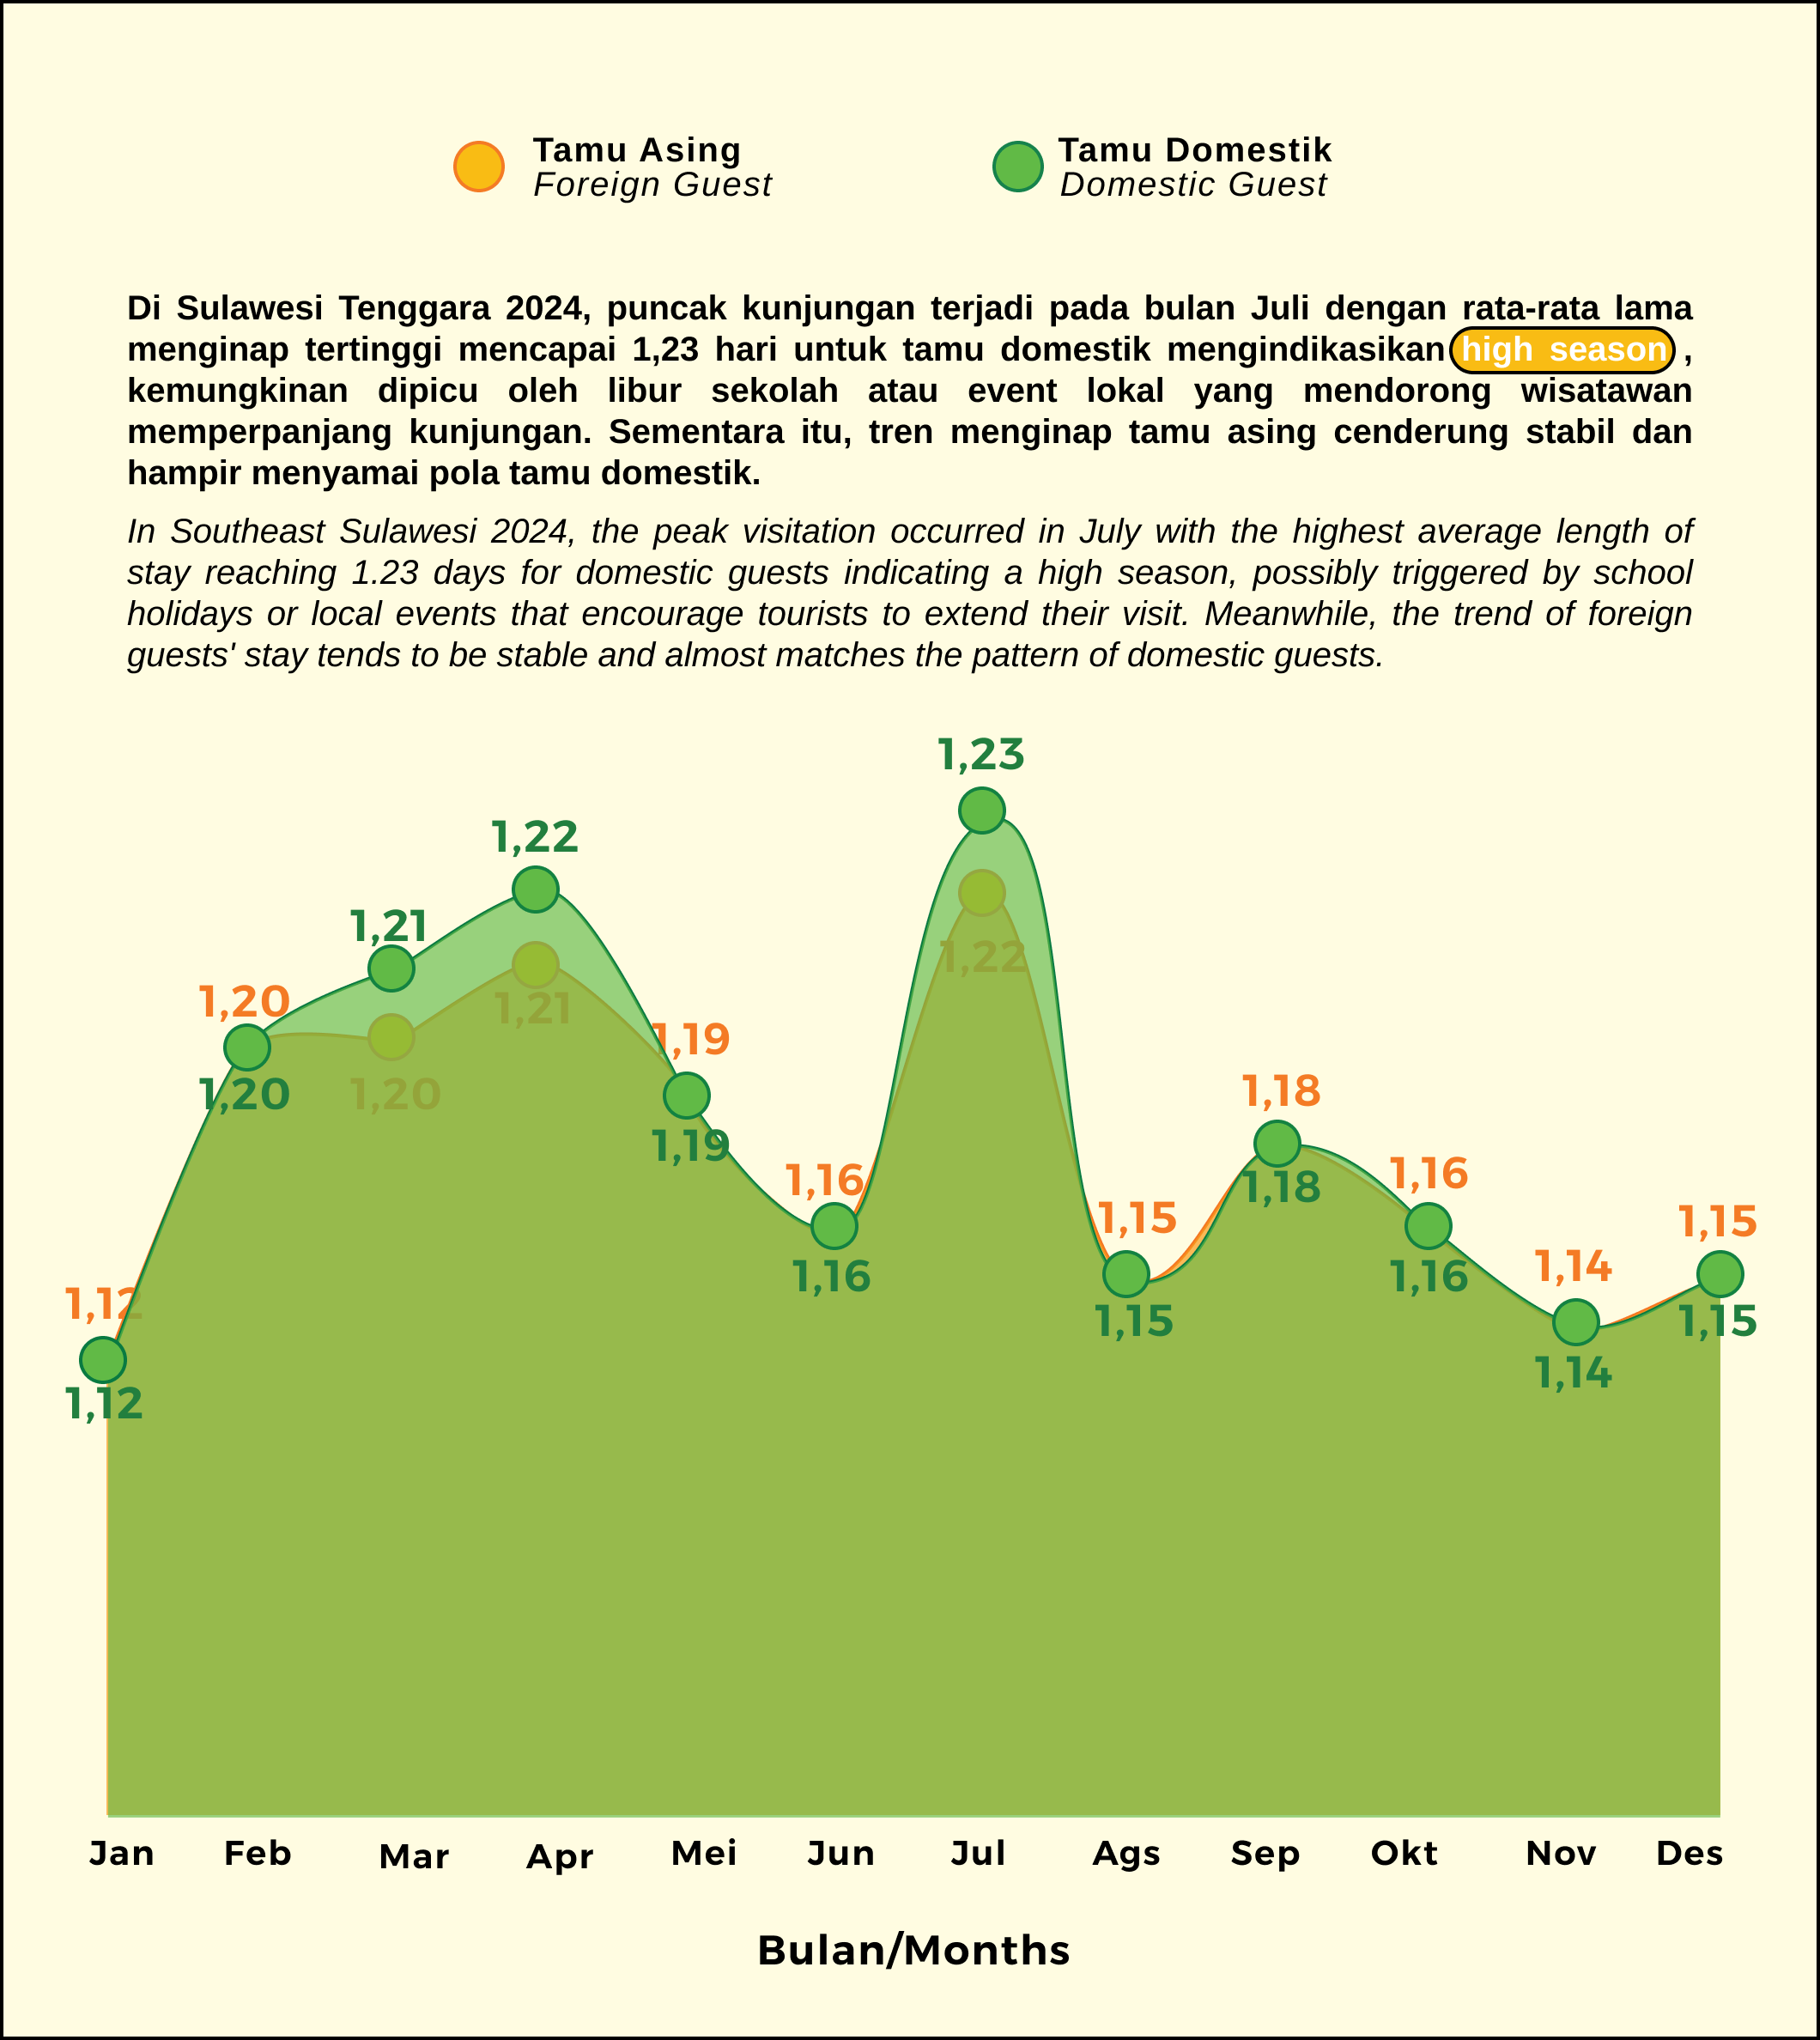 Tamu Asing
Foreign Guest
Tamu Domestik
Domestic Guest
Di Sulawesi Tenggara 2024, puncak kunjungan terjadi pada bulan Juli dengan rata-rata lama
menginap tertinggi mencapai 1,23 hari untuk tamu domestik mengindikasikan high season ,
kemungkinan dipicu oleh libur sekolah atau event lokal yang mendorong wisatawan
memperpanjang kunjungan. Sementara itu, tren menginap tamu asing cenderung stabil dan
hampir menyamai pola tamu domestik.
In Southeast Sulawesi 2024, the peak visitation occurred in July with the highest average length of
stay reaching 1.23 days for domestic guests indicating a high season, possibly triggered by school
holidays or local events that encourage tourists to extend their visit. Meanwhile, the trend of foreign
guests' stay tends to be stable and almost matches the pattern of domestic guests.
1,12
1,12
1,20
1,20
1,21
1,20
1,22
1,21
1,19
1,19
1,16
1,16
1,23
1,22
1,15
1,15
1,18
1,18
1,16
1,16
1,14
1,14
1,15
1,15
Jan Feb Mar Apr Mei Jun Jul Ags Sep Okt Nov Des
Bulan/Months